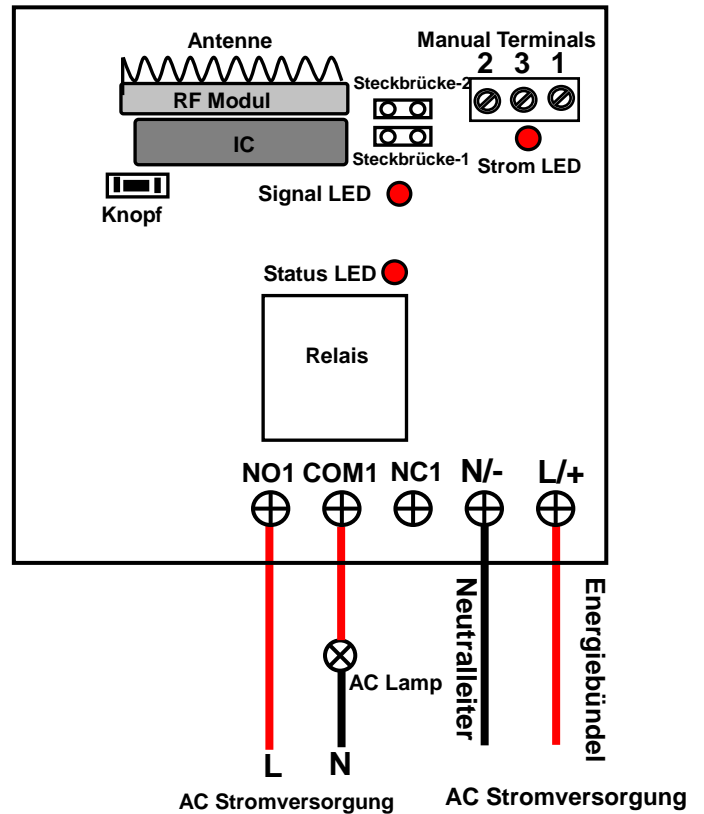 Antenne
Manual Terminals
2 3 1
Steckbrücke-2
RF Modul
IC
Steckbrücke-1
Strom LED
Knopf
Signal LED
Status LED
Relais
NO1 COM1 NC1 N/- L/+
Neutralleiter
Energiebündel
AC Lamp
L N
AC Stromversorgung
AC Stromversorgung